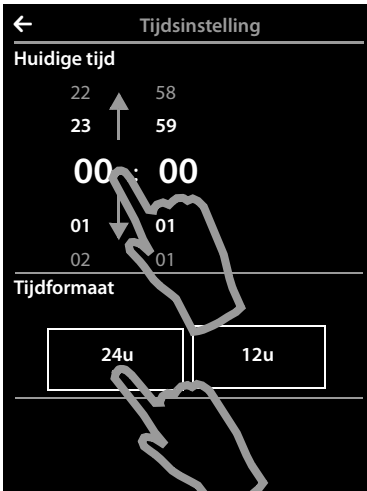 Tijdsinstelling
Huidige tijd
22 58
23 59
00 : 00
01 01
02 01
Tijdformaat
24u 12u